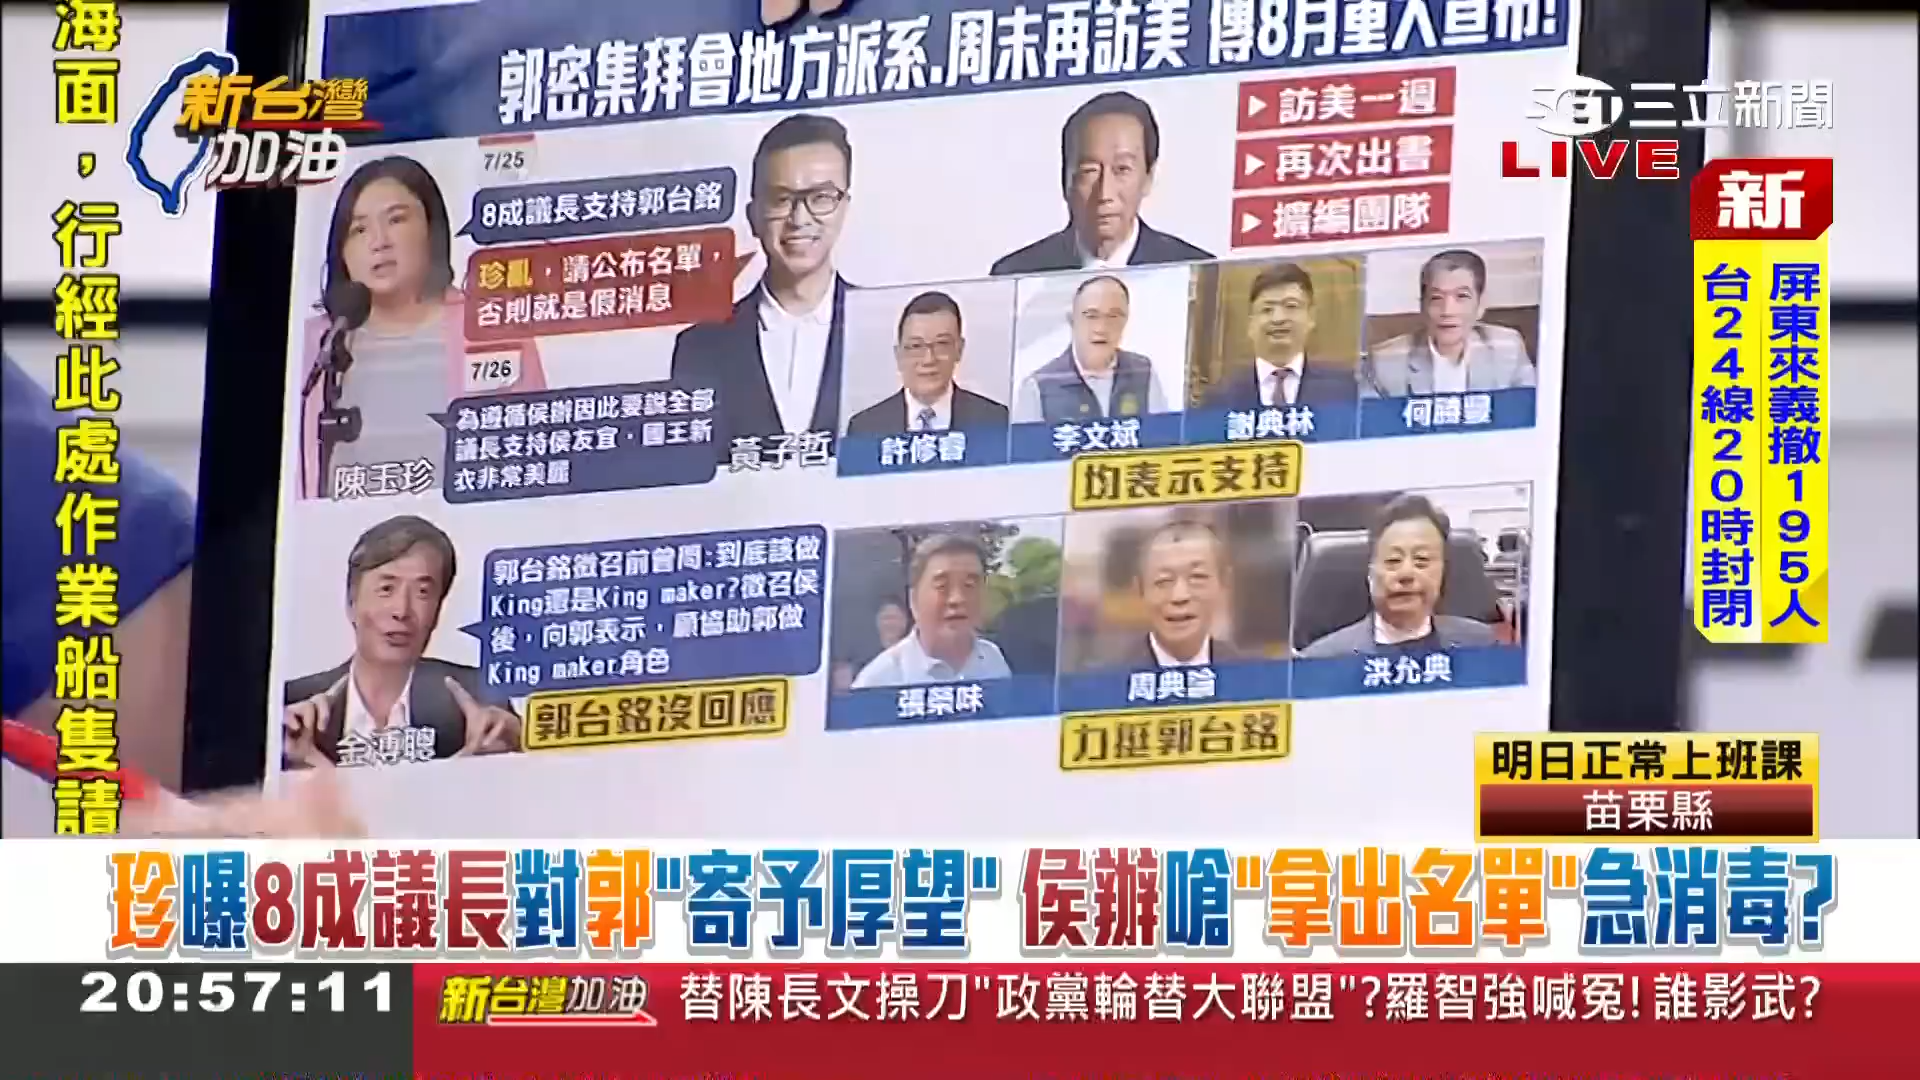 海面，行經此處作業船隻請
新台灣
加油
郭密集拜會地方派系.周末再訪美 傳8月重大宣布!
三立新聞
LIVE
▶訪美一週
▶再次出書
▶擴編團隊
7/25
8成議長支持郭台銘
珍亂，請公布名單，
否則就是假消息
7/26
為遵循侯辦因此要說全部
議長支持侯友宜，國王新
衣非常美麗
陳玉珍
黃子哲
許修睿
李文斌
謝典林
何勝豐
均表示支持
郭台銘徵召前曾問:到底該做
King還是King maker?徵召侯
後，向郭表示，願協助郭做
King maker角色
郭台銘沒回應
金溥聰
張榮味
周典論
洪允典
力挺郭台銘
新
屏東來義撤195人
台24線20時封閉
明日正常上班課
苗栗縣
珍曝8成議長對郭"寄予厚望" 侯辦嗆"拿出名單"急消毒?
20:57:11
新台灣加油
替陳長文操刀"政黨輪替大聯盟"?羅智強喊冤!誰影武?